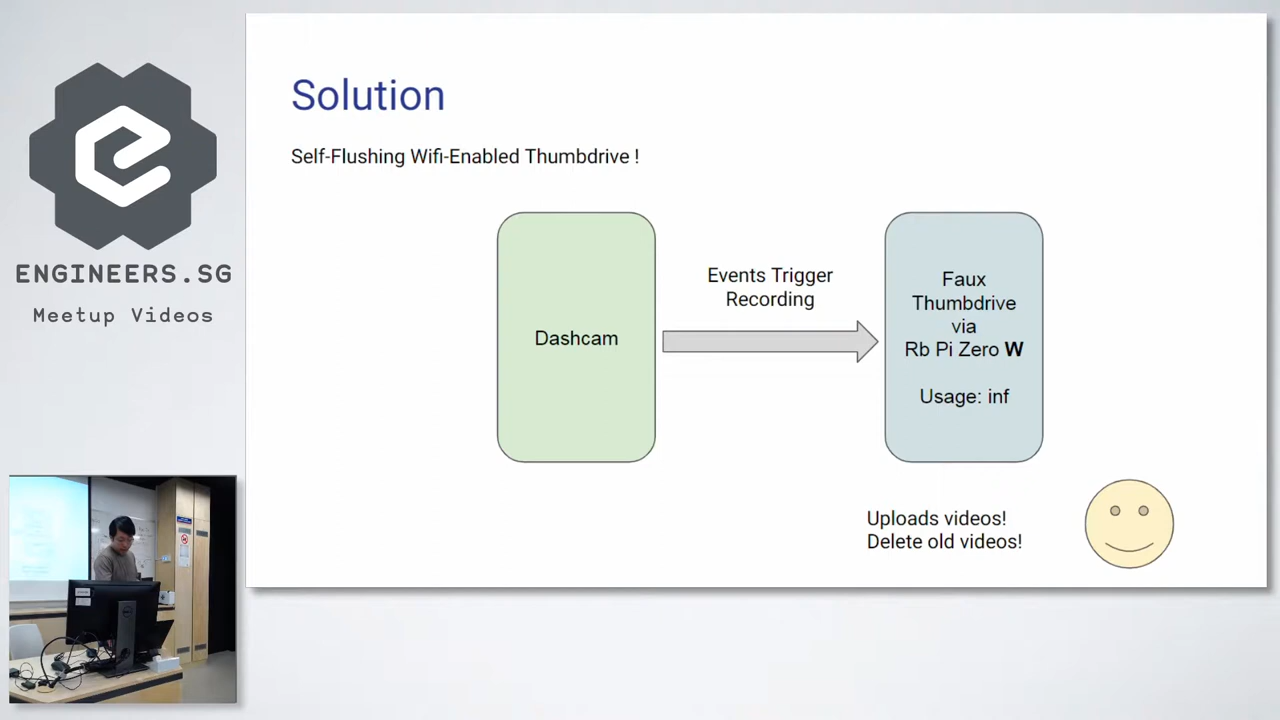 ENGINEERS.SG
Meetup Videos
Solution
Self-Flushing Wifi-Enabled Thumbdrive !
Dashcam
Events Trigger
Recording
Faux
Thumbdrive
via
Rb Pi Zero W
Usage: inf
Uploads videos!
Delete old videos!